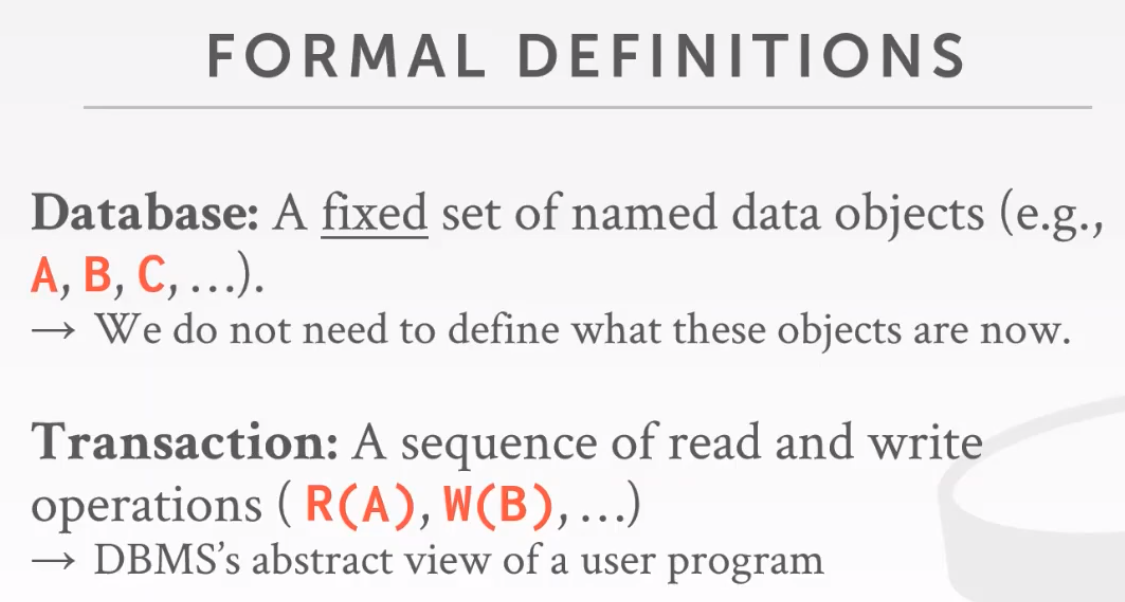 FORMAL DEFINITIONS
Database: A fixed set of named data objects (e.g.,
A, B, C, …).
→ We do not need to define what these objects are now.
Transaction: A sequence of read and write
operations ( R(A), W(B), …)
→ DBMS’s abstract view of a user program